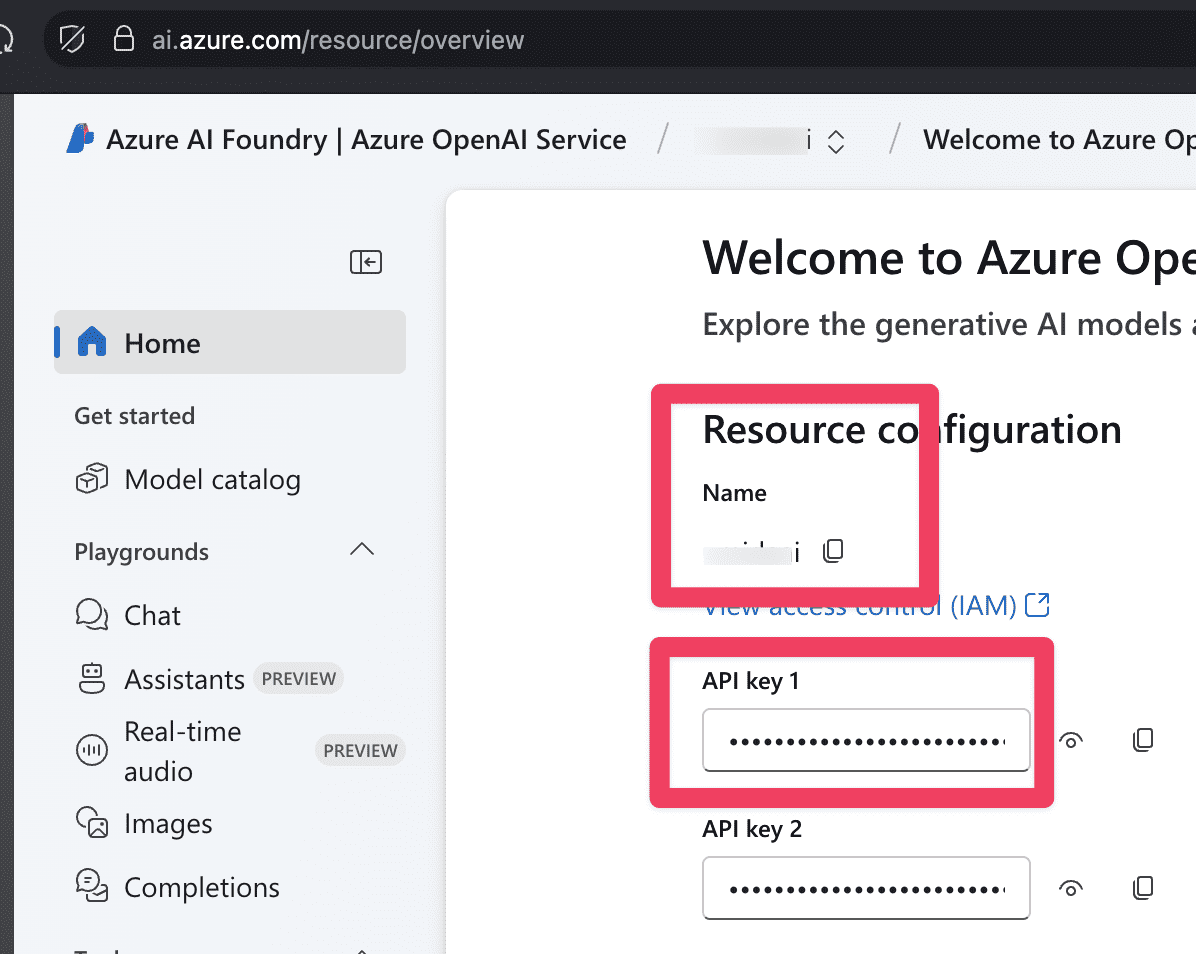 ai.azure.com/resource/overview
Azure AI Foundry | Azure OpenAI Service / / Welcome to Azure Op
Welcome to Azure Ope
Explore the generative AI models a
Home
Get started
Model catalog
Playgrounds
Chat
Assistants PREVIEW
Real-time audio PREVIEW
Images
Completions
Resource configuration
Name
View access control (IAM)
API key 1
••••••••••••••••••••••••
API key 2
••••••••••••••••••••••••